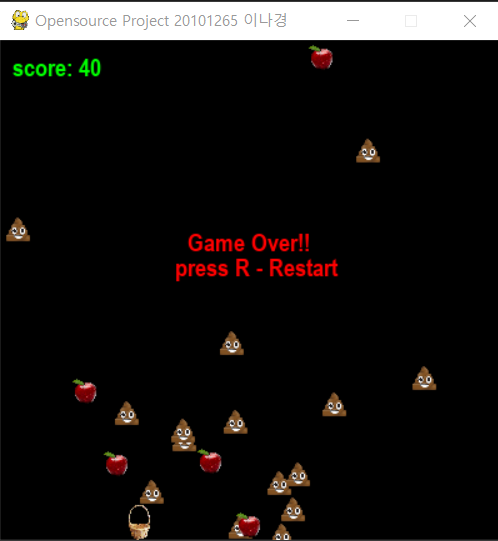 Opensource Project 20101265 이나경
score: 40
Game Over!!
press R - Restart